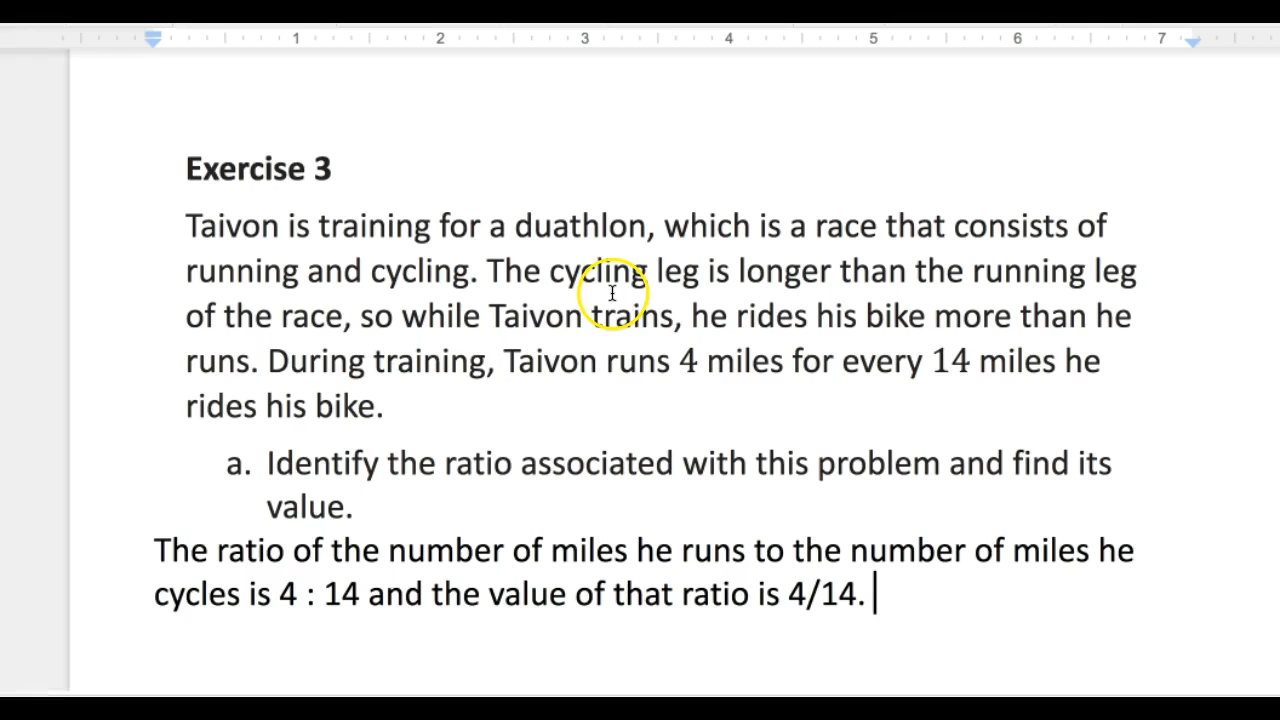 1 2 3 4 5 6 7
Exercise 3
Taivon is training for a duathlon, which is a race that consists of
running and cycling. The cycling leg is longer than the running leg
of the race, so while Taivon trains, he rides his bike more than he
runs. During training, Taivon runs 4 miles for every 14 miles he
rides his bike.
a. Identify the ratio associated with this problem and find its
value.
The ratio of the number of miles he runs to the number of miles he
cycles is 4 : 14 and the value of that ratio is 4/14.